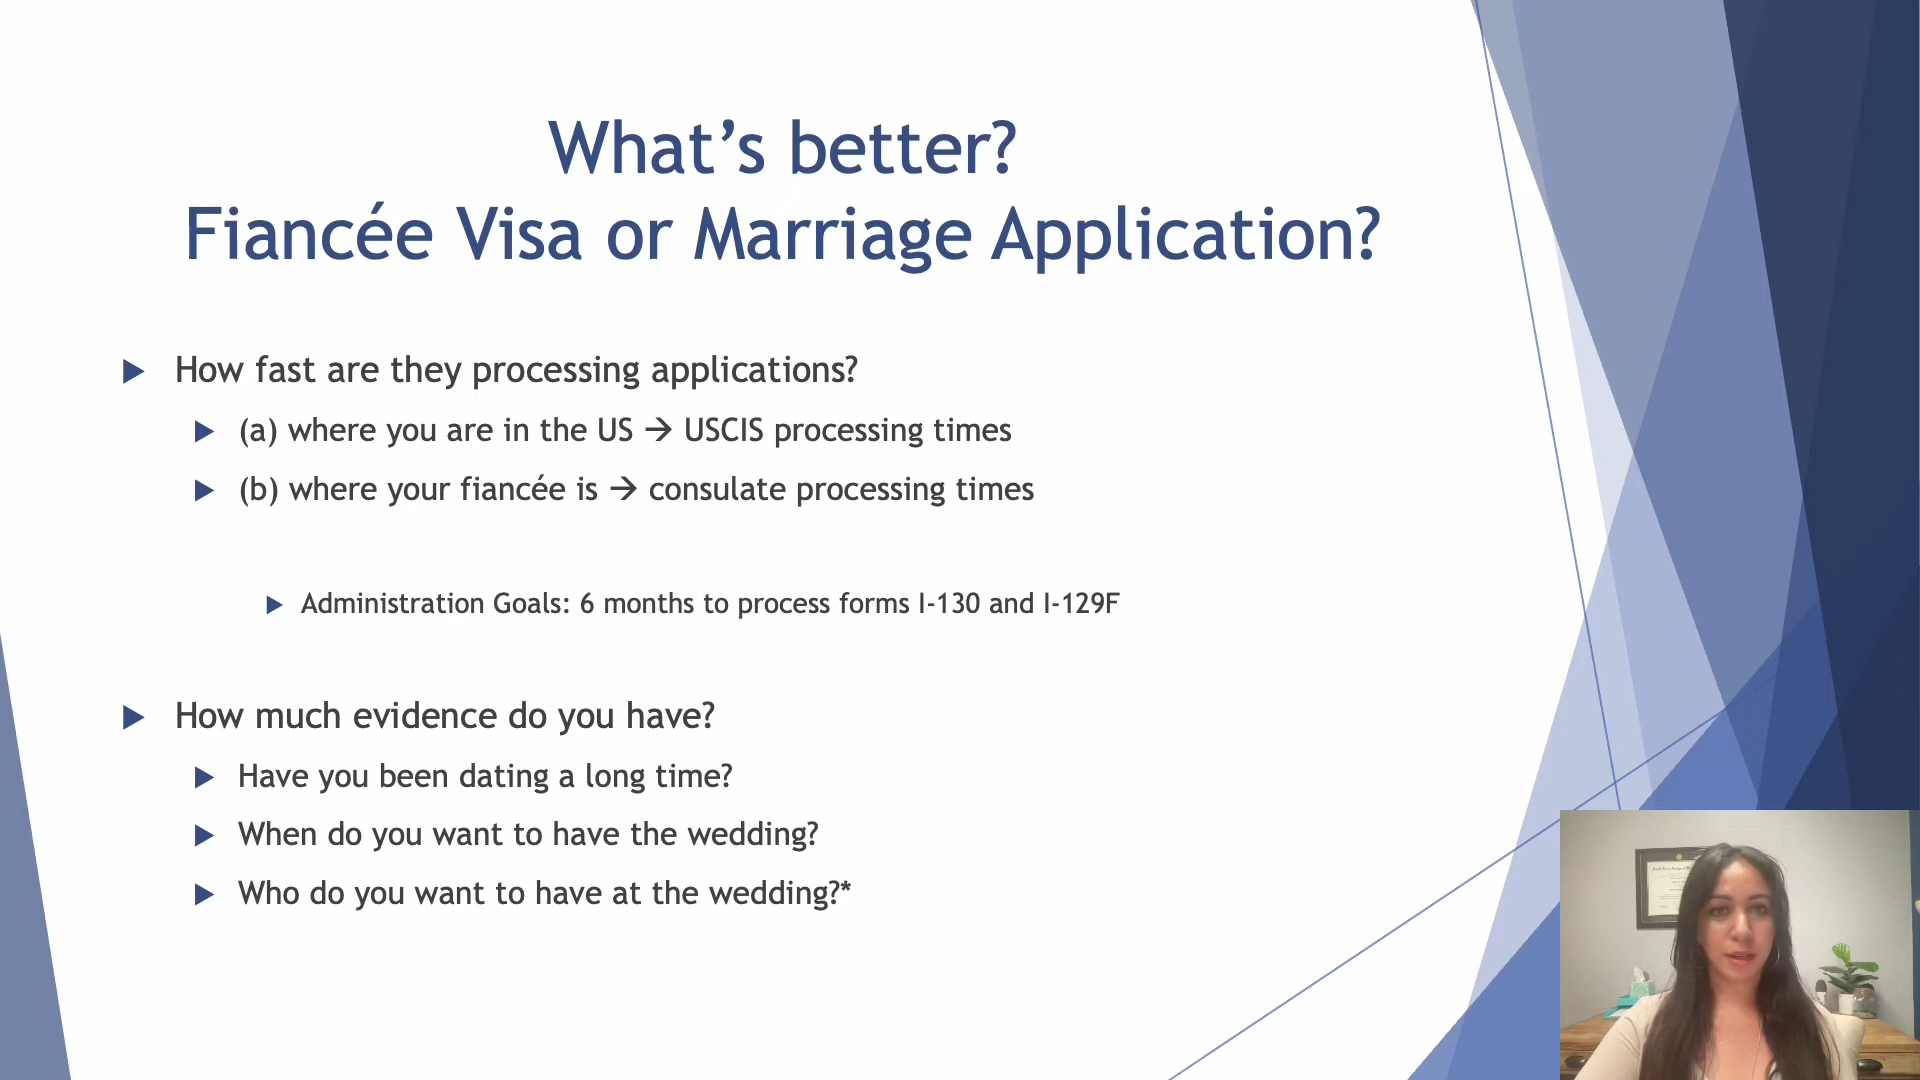 What’s better?
Fiancée Visa or Marriage Application?
How fast are they processing applications?
(a) where you are in the US → USCIS processing times
(b) where your fiancée is → consulate processing times
Administration Goals: 6 months to process forms I-130 and I-129F
How much evidence do you have?
Have you been dating a long time?
When do you want to have the wedding?
Who do you want to have at the wedding?*